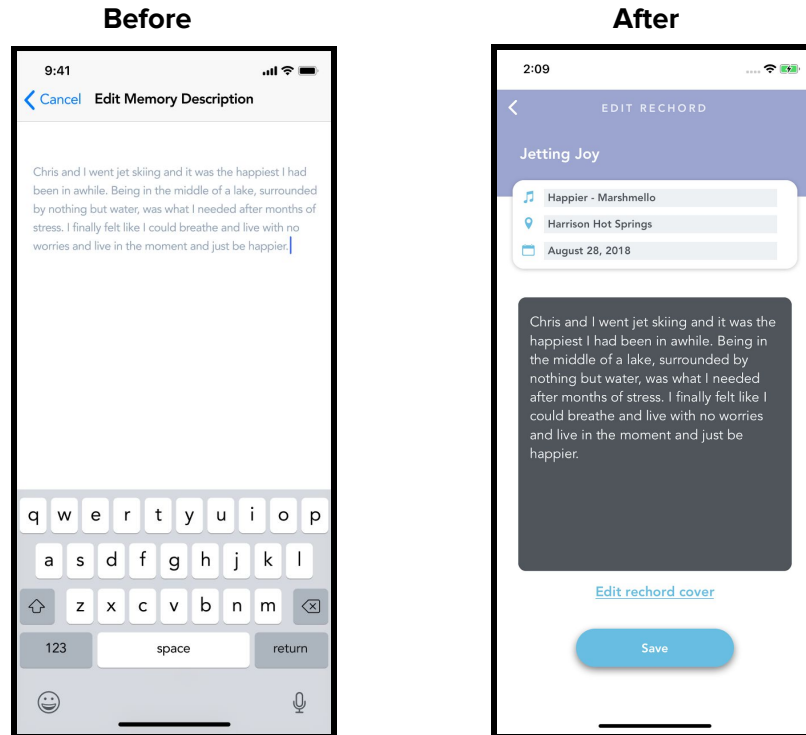 Before
After
9:41
Cancel Edit Memory Description
Chris and I went jet skiing and it was the happiest I had
been in awhile. Being in the middle of a lake, surrounded
by nothing but water, was what I needed after months of
stress. I finally felt like I could breathe and live with no
worries and live in the moment and just be happier.
q w e r t y u i o p
a s d f g h j k l
z x c v b n m
123 space return
2:09
EDIT RECHORD
Jetting Joy
Happier - Marshmello
Harrison Hot Springs
August 28, 2018
Chris and I went jet skiing and it was the
happiest I had been in awhile. Being in
the middle of a lake, surrounded by
nothing but water, was what I needed
after months of stress. I finally felt like I
could breathe and live with no worries
and live in the moment and just be
happier.
Edit rechord cover
Save